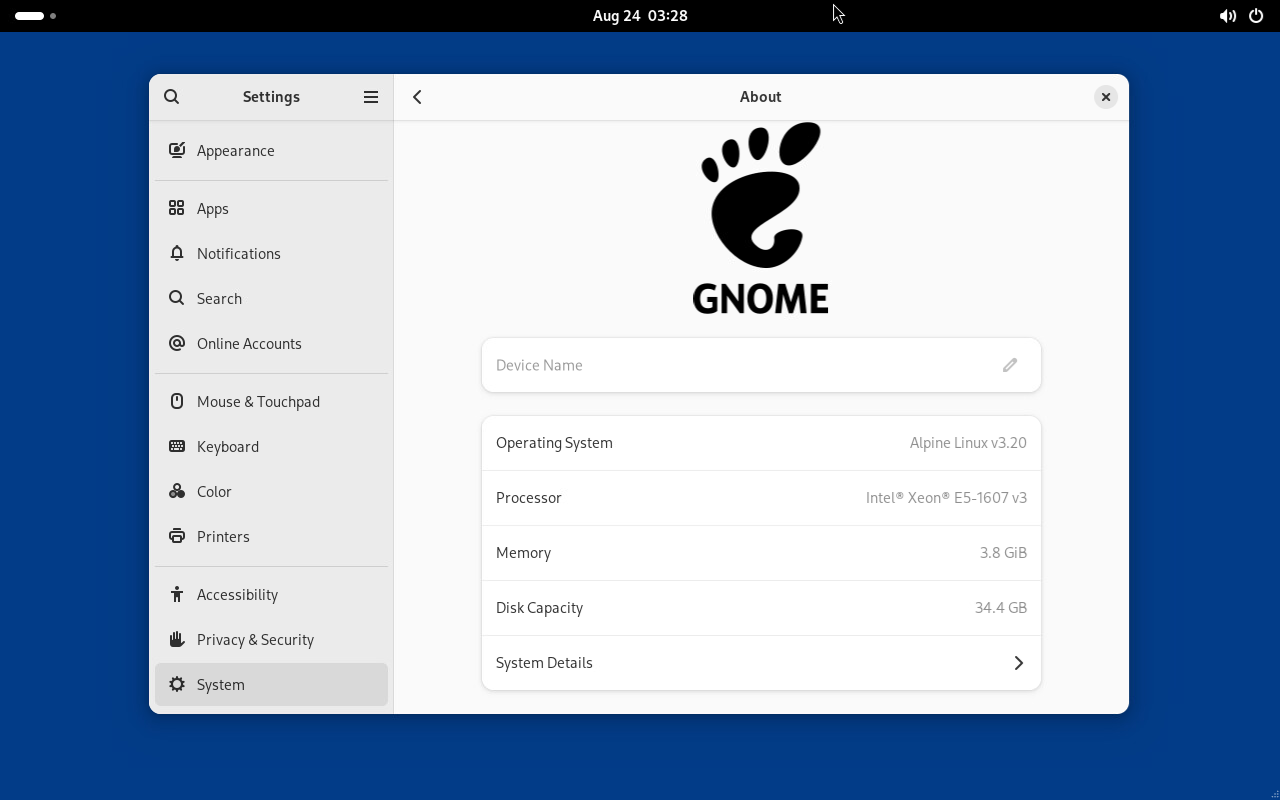 Aug 24 03:28
Settings
About
Appearance
Apps
Notifications
Search
Online Accounts
Mouse & Touchpad
Keyboard
Color
Printers
Accessibility
Privacy & Security
System
GNOME
Device Name
Operating System Alpine Linux v3.20
Processor Intel® Xeon® E5-1607 v3
Memory 3.8 GiB
Disk Capacity 34.4 GB
System Details